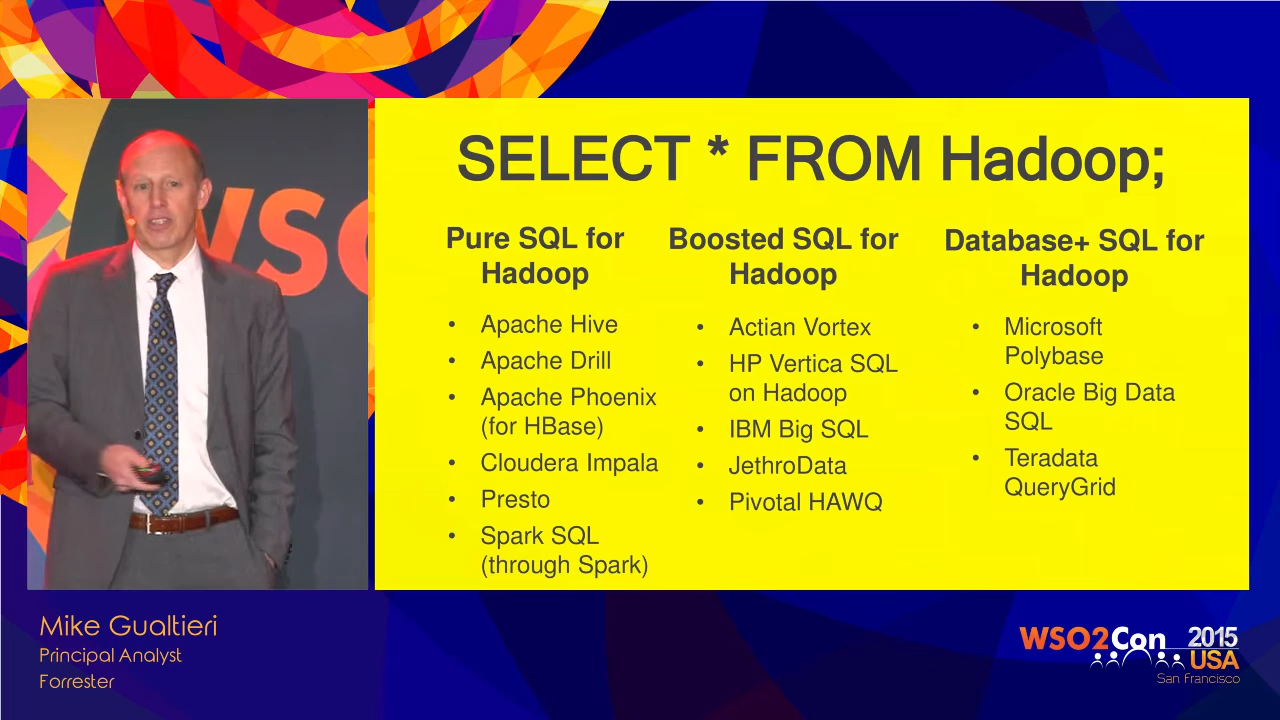 WSO
SELECT * FROM Hadoop;
Pure SQL for
Hadoop
• Apache Hive
• Apache Drill
• Apache Phoenix
(for HBase)
• Cloudera Impala
• Presto
• Spark SQL
(through Spark)
Boosted SQL for
Hadoop
• Actian Vortex
• HP Vertica SQL
on Hadoop
• IBM Big SQL
• JethroData
• Pivotal HAWQ
Database+ SQL for
Hadoop
• Microsoft
Polybase
• Oracle Big Data
SQL
• Teradata
QueryGrid
Mike Gualtieri
Principal Analyst
Forrester
WSO2Con 2015
USA
San Francisco